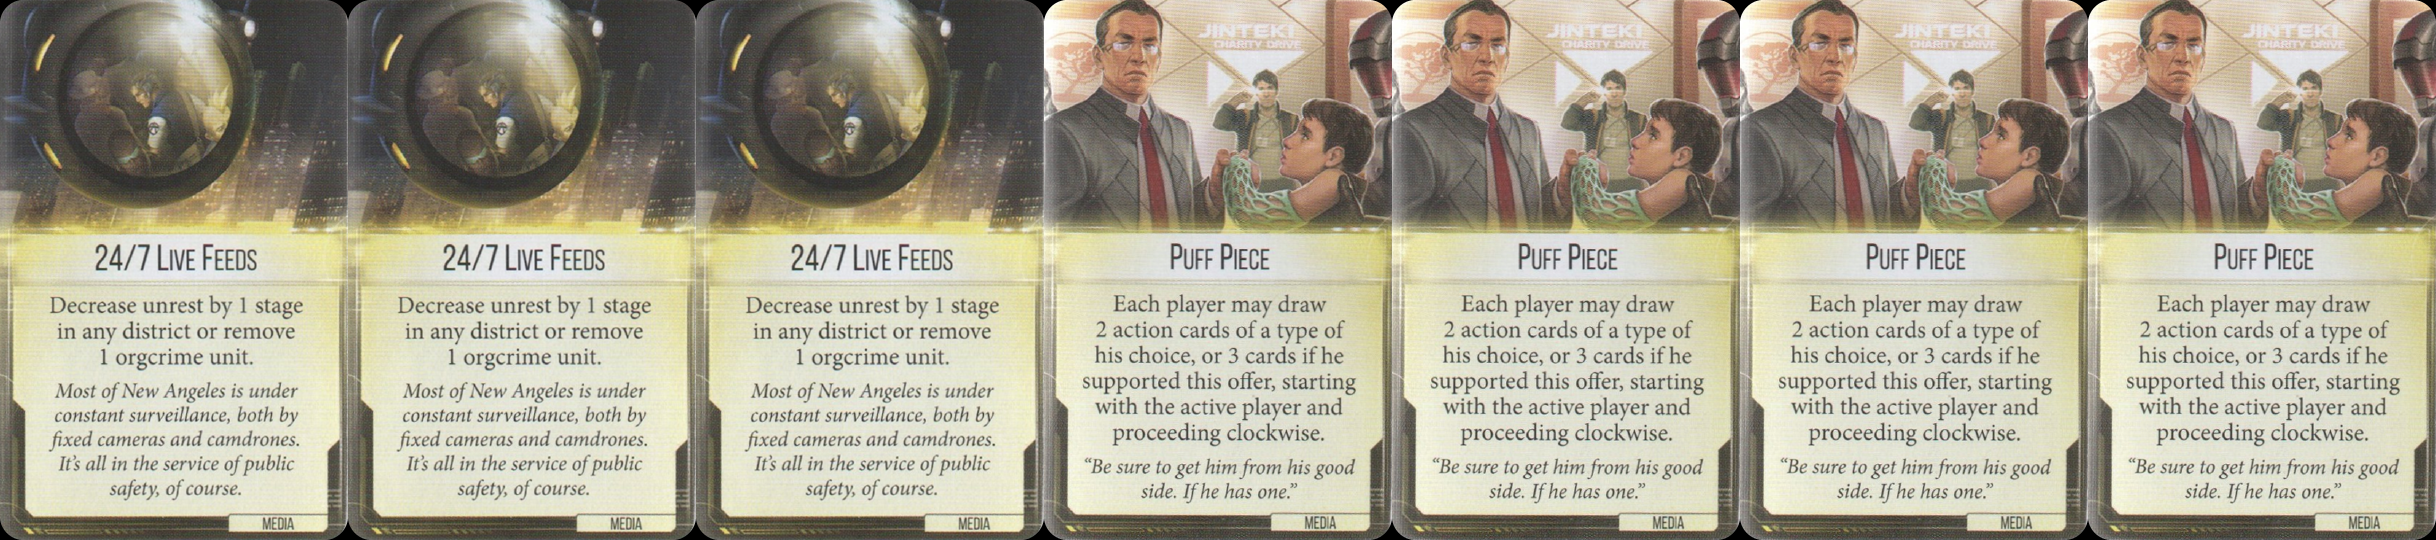 24/7 Live Feeds
Decrease unrest by 1 stage
in any district or remove
1 orgcrime unit.
Most of New Angeles is under
constant surveillance, both by
fixed cameras and camdrones.
It's all in the service of public
safety, of course.
MEDIA
24/7 Live Feeds
Decrease unrest by 1 stage
in any district or remove
1 orgcrime unit.
Most of New Angeles is under
constant surveillance, both by
fixed cameras and camdrones.
It's all in the service of public
safety, of course.
MEDIA
24/7 Live Feeds
Decrease unrest by 1 stage
in any district or remove
1 orgcrime unit.
Most of New Angeles is under
constant surveillance, both by
fixed cameras and camdrones.
It's all in the service of public
safety, of course.
MEDIA
JINTEKI
CHARITY DRIVE
Puff Piece
Each player may draw
2 action cards of a type of
his choice, or 3 cards if he
supported this offer, starting
with the active player and
proceeding clockwise.
“Be sure to get him from his good
side. If he has one.”
MEDIA
JINTEKI
CHARITY DRIVE
Puff Piece
Each player may draw
2 action cards of a type of
his choice, or 3 cards if he
supported this offer, starting
with the active player and
proceeding clockwise.
“Be sure to get him from his good
side. If he has one.”
MEDIA
JINTEKI
CHARITY DRIVE
Puff Piece
Each player may draw
2 action cards of a type of
his choice, or 3 cards if he
supported this offer, starting
with the active player and
proceeding clockwise.
“Be sure to get him from his good
side. If he has one.”
MEDIA
JINTEKI
CHARITY DRIVE
Puff Piece
Each player may draw
2 action cards of a type of
his choice, or 3 cards if he
supported this offer, starting
with the active player and
proceeding clockwise.
“Be sure to get him from his good
side. If he has one.”
MEDIA